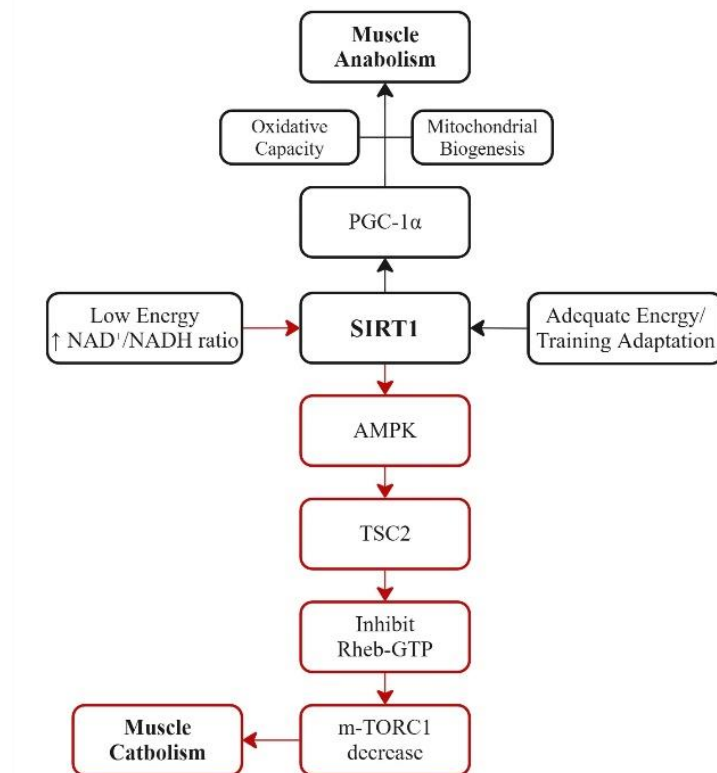 Muscle
Anabolism
Oxidative
Capacity
Mitochondrial
Biogenesis
PGC-1α
Low Energy
↑ NAD⁺/NADH ratio
SIRT1
Adequate Energy/
Training Adaptation
AMPK
TSC2
Inhibit
Rheb-GTP
Muscle
Catbolism
m-TORC1
decrease